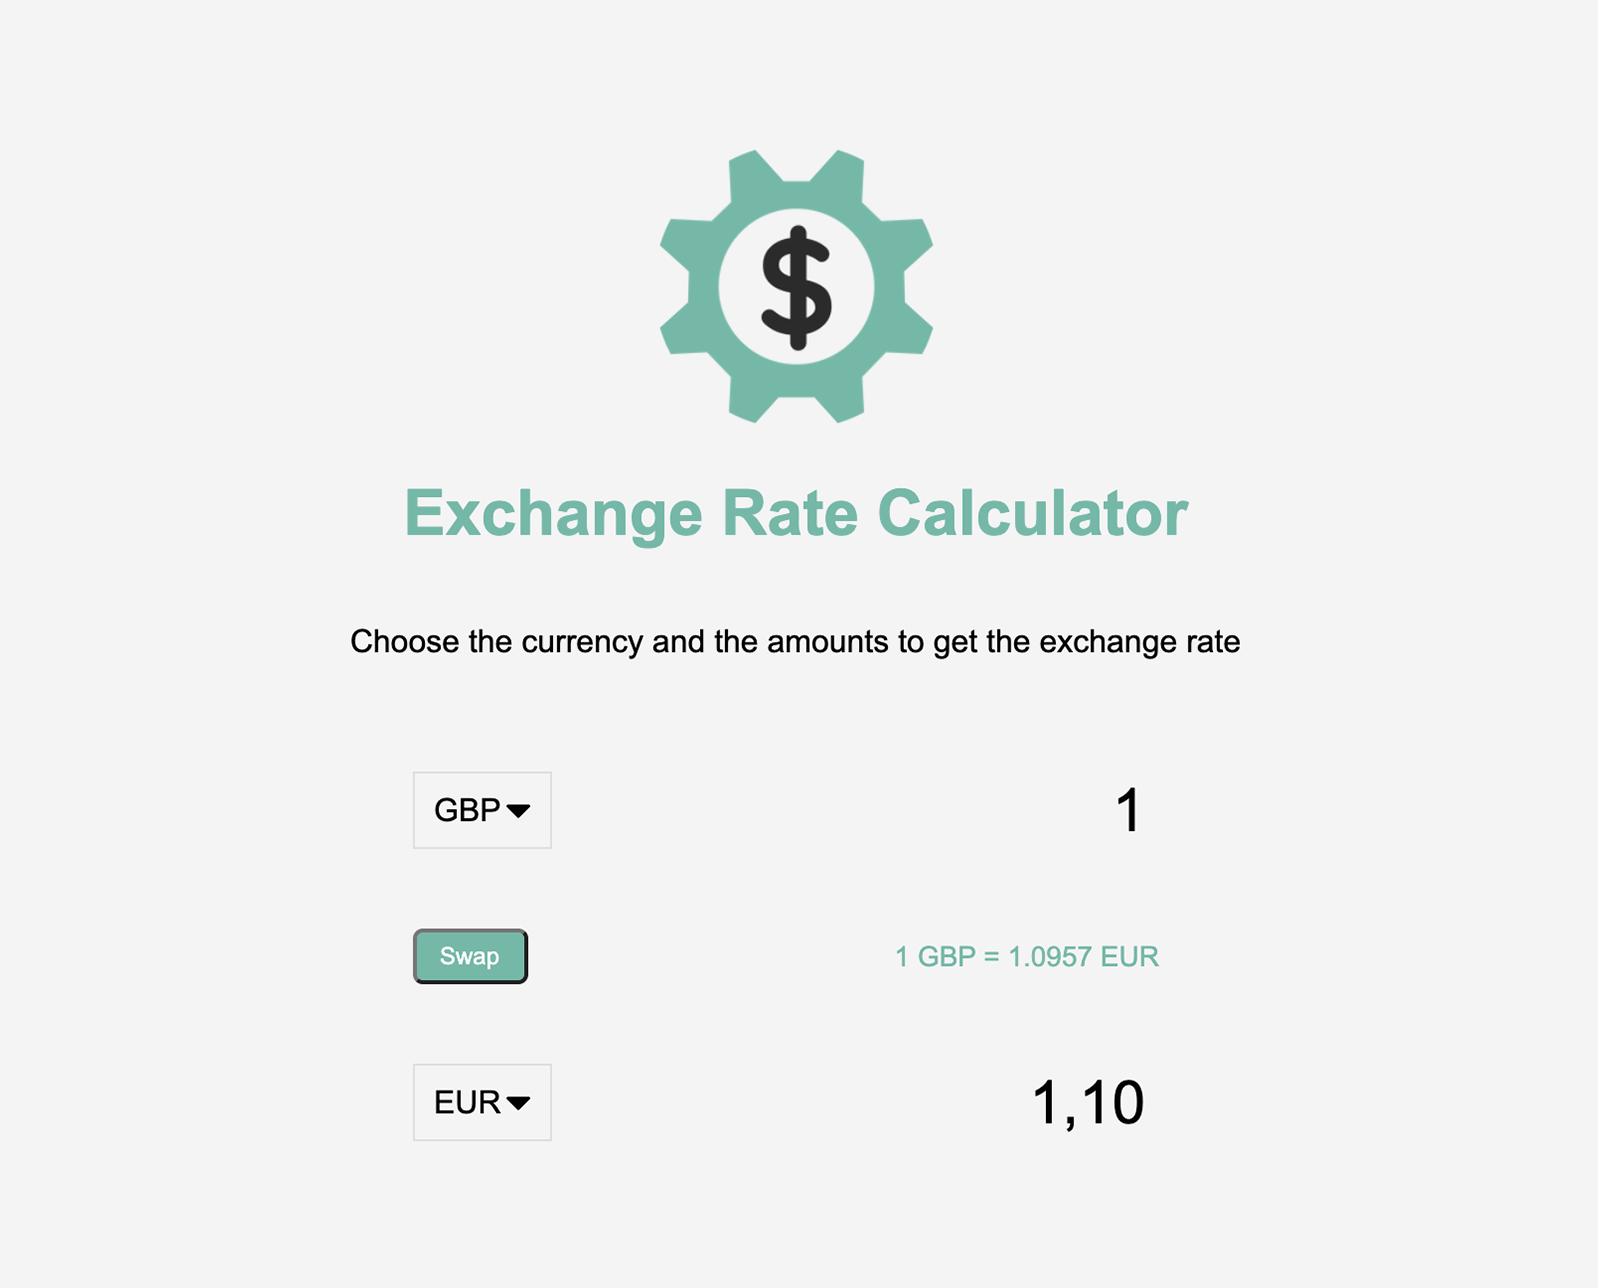 $
Exchange Rate Calculator
Choose the currency and the amounts to get the exchange rate
GBP 1
Swap 1 GBP = 1.0957 EUR
EUR 1,10